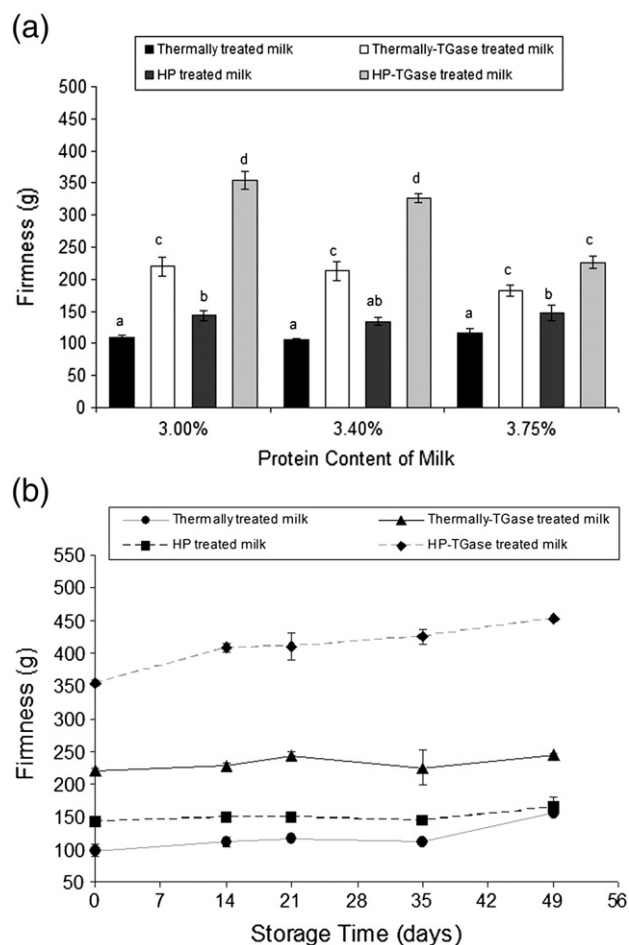 (a)
Thermally treated milk Thermally-TGase treated milk
HP treated milk HP-TGase treated milk
Firmness (g)
500
450
400
350
300
250
200
150
100
50
0
a c b d a c ab d a c b c
3.00% 3.40% 3.75%
Protein Content of Milk
(b)
Thermally treated milk Thermally-TGase treated milk
HP treated milk HP-TGase treated milk
Firmness (g)
550
500
450
400
350
300
250
200
150
100
50
0 7 14 21 28 35 42 49 56
Storage Time (days)